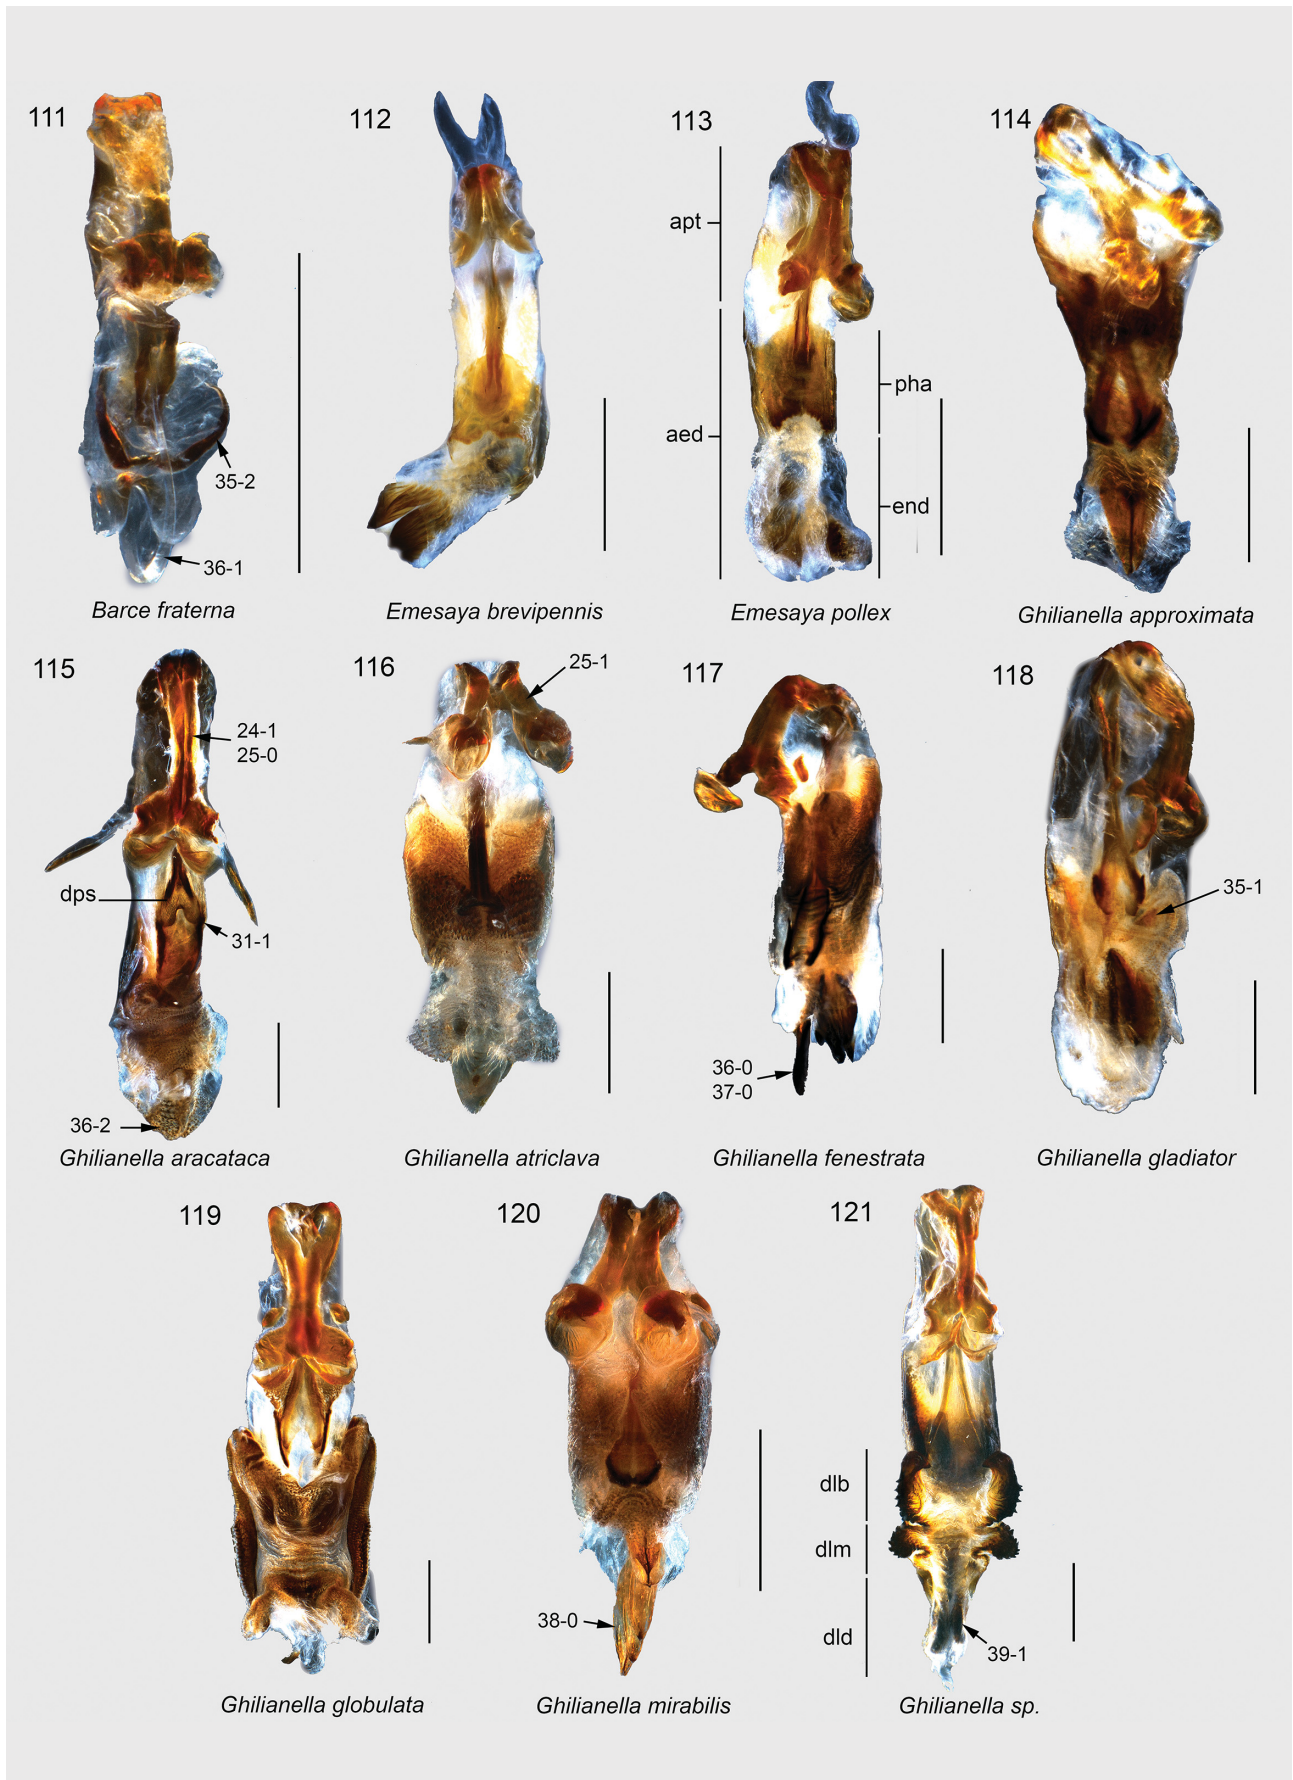 111
112
113
114
apt
pha
aed
35-2
end
36-1
Barce fraterna
Emesaya brevipennis
Emesaya pollex
Ghilianella approximata
115
116
25-1
117
118
24-1
25-0
dps
35-1
31-1
36-0
37-0
36-2
Ghilianella aracataca
Ghilianella atriclava
Ghilianella fenestrata
Ghilianella gladiator
119
120
121
dlb
dlm
38-0
dld
39-1
Ghilianella globulata
Ghilianella mirabilis
Ghilianella sp.